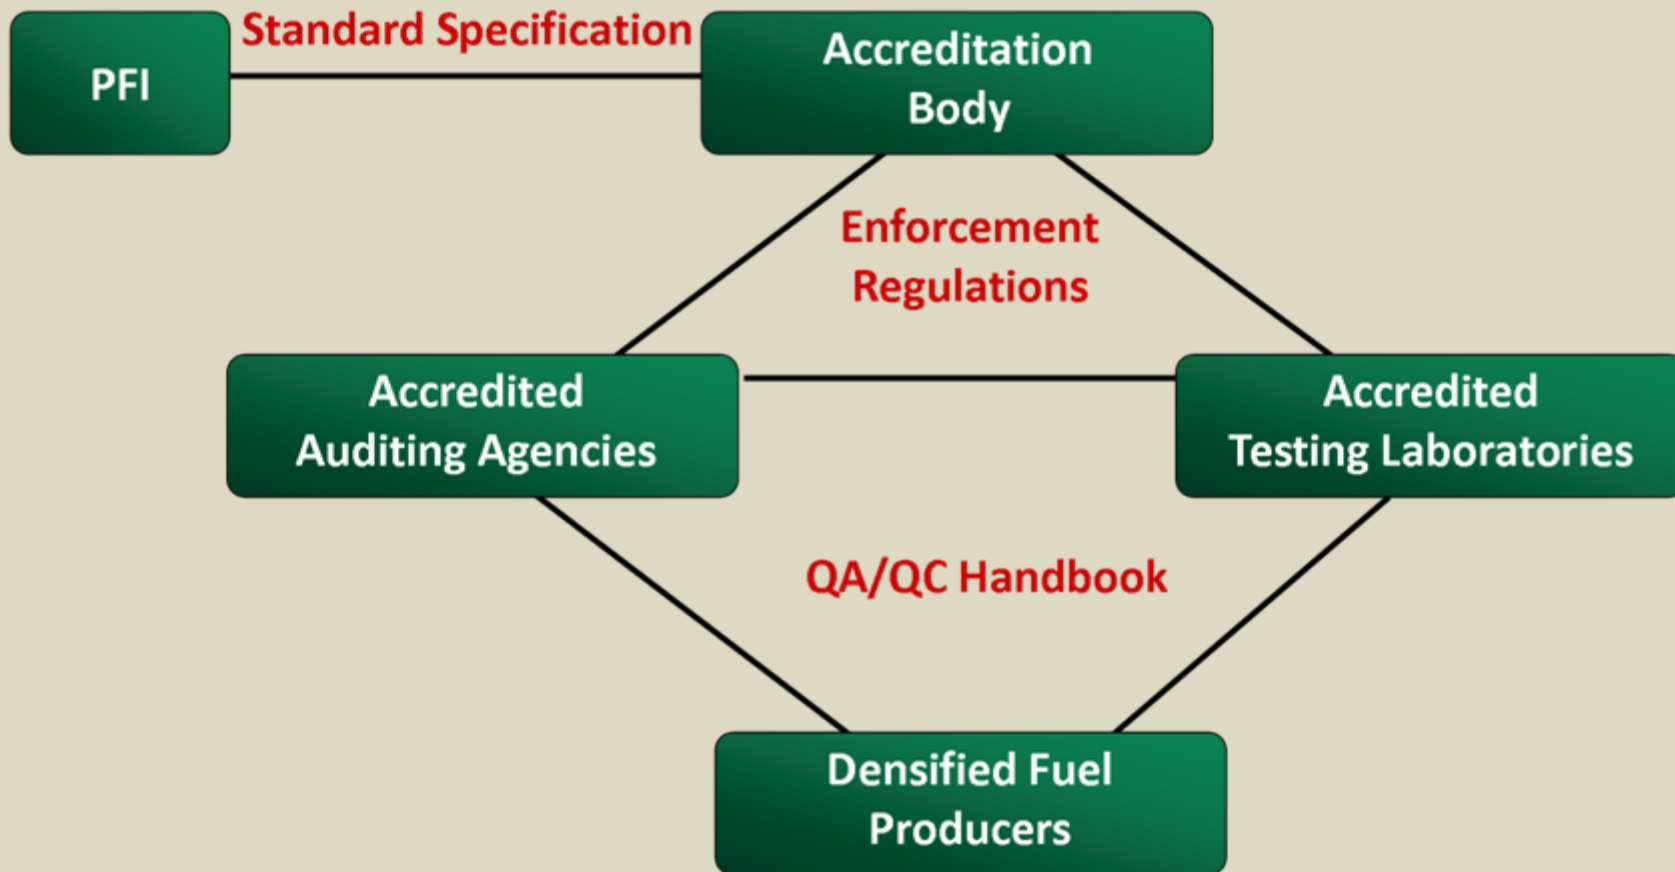 PFI
Standard Specification
Accreditation
Body
Enforcement
Regulations
Accredited
Auditing Agencies
Accredited
Testing Laboratories
QA/QC Handbook
Densified Fuel
Producers